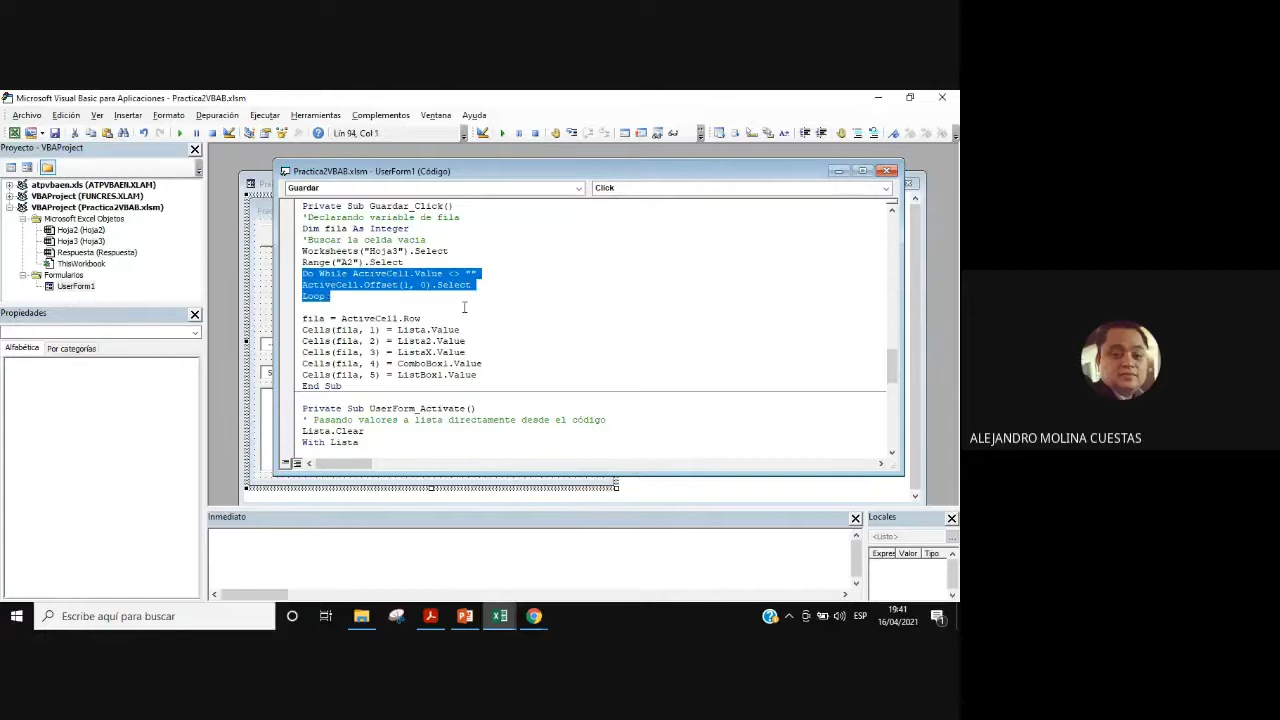 Microsoft Visual Basic para Aplicaciones - Practica2VBAB.xlsm
Archivo Edición Ver Insertar Formato Depuración Ejecutar Herramientas Complementos Ventana Ayuda
Lín 94, Col 1
Proyecto - VBAProject
atpvbaen.xls (ATPVBAEN.XLAM)
VBAProject (FUNCRES.XLAM)
VBAProject (Practica2VBAB.xlsm)
Microsoft Excel Objetos
Hoja2 (Hoja2)
Hoja3 (Hoja3)
Respuesta (Respuesta)
ThisWorkbook
Formularios
UserForm1
Propiedades
Alfabética Por categorías
Practica2VBAB.xlsm - UserForm1 (Código)
Guardar Click
Private Sub Guardar_Click()
'Declarando variable de fila
Dim fila As Integer
'Buscar la celda vacia
Worksheets("Hoja3").Select
Range("A2").Select
Do While ActiveCell.Value <> ""
ActiveCell.Offset(1, 0).Select
Loop
fila = ActiveCell.Row
Cells(fila, 1) = Lista.Value
Cells(fila, 2) = Lista2.Value
Cells(fila, 3) = ListaX.Value
Cells(fila, 4) = ComboBox1.Value
Cells(fila, 5) = ListBox1.Value
End Sub
Private Sub UserForm_Activate()
' Pasando valores a lista directamente desde el código
Lista.Clear
With Lista
Inmediato
Locales
<Listo>
Expres Valor Tipo
Escribe aquí para buscar
ESP
19:41
16/04/2021
ALEJANDRO MOLINA CUESTAS